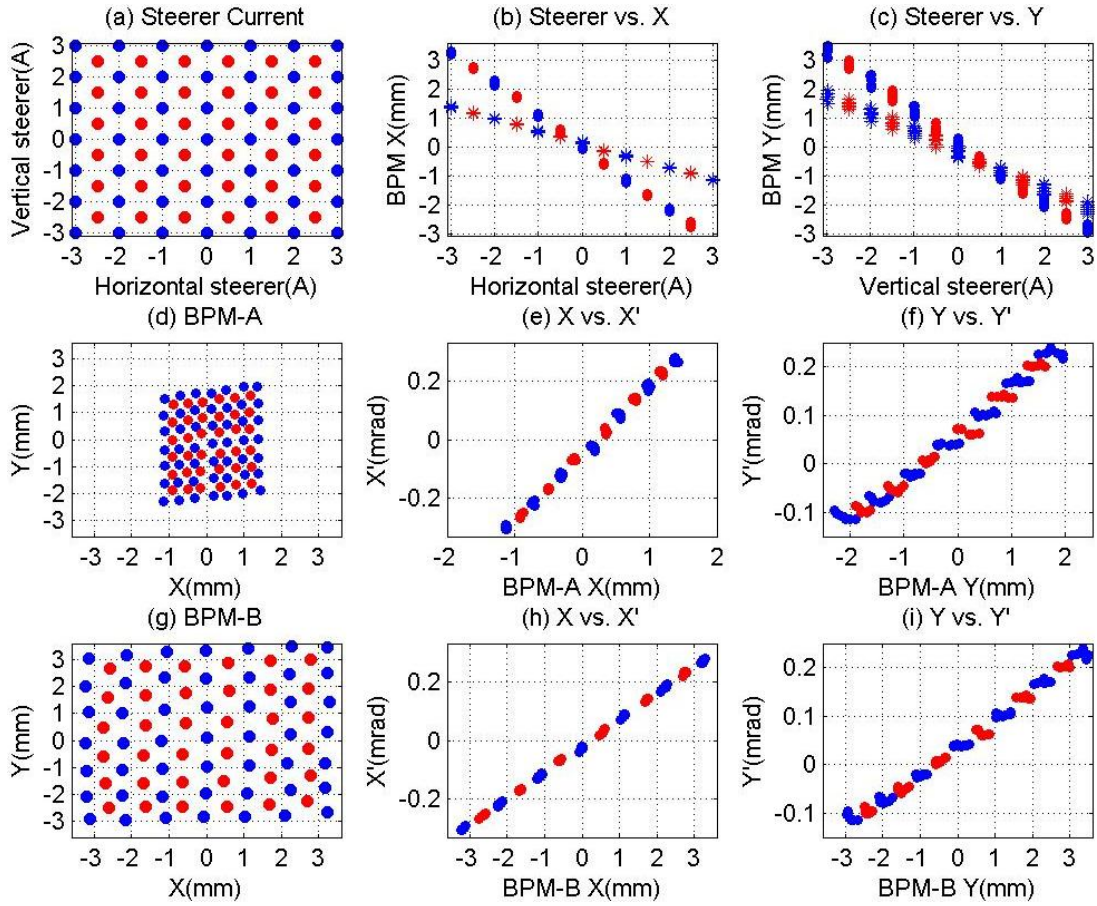 (a) Steerer Current
(b) Steerer vs. X
(c) Steerer vs. Y
Vertical steerer(A)
3
2
1
0
-1
-2
-3
-3 -2 -1 0 1 2 3
Horizontal steerer(A)
BPM X(mm)
3
2
1
0
-1
-2
-3
-3 -2 -1 0 1 2 3
Horizontal steerer(A)
BPM Y(mm)
3
2
1
0
-1
-2
-3
-3 -2 -1 0 1 2 3
Vertical steerer(A)
(d) BPM-A
(e) X vs. X'
(f) Y vs. Y'
Y(mm)
3
2
1
0
-1
-2
-3
-3 -2 -1 0 1 2 3
X(mm)
X'(mrad)
0.2
0
-0.2
-2 -1 0 1 2
BPM-A X(mm)
Y'(mrad)
0.2
0.1
0
-0.1
-2 -1 0 1 2
BPM-A Y(mm)
(g) BPM-B
(h) X vs. X'
(i) Y vs. Y'
Y(mm)
3
2
1
0
-1
-2
-3
-3 -2 -1 0 1 2 3
X(mm)
X'(mrad)
0.2
0
-0.2
-3 -2 -1 0 1 2 3
BPM-B X(mm)
Y'(mrad)
0.2
0.1
0
-0.1
-3 -2 -1 0 1 2 3
BPM-B Y(mm)